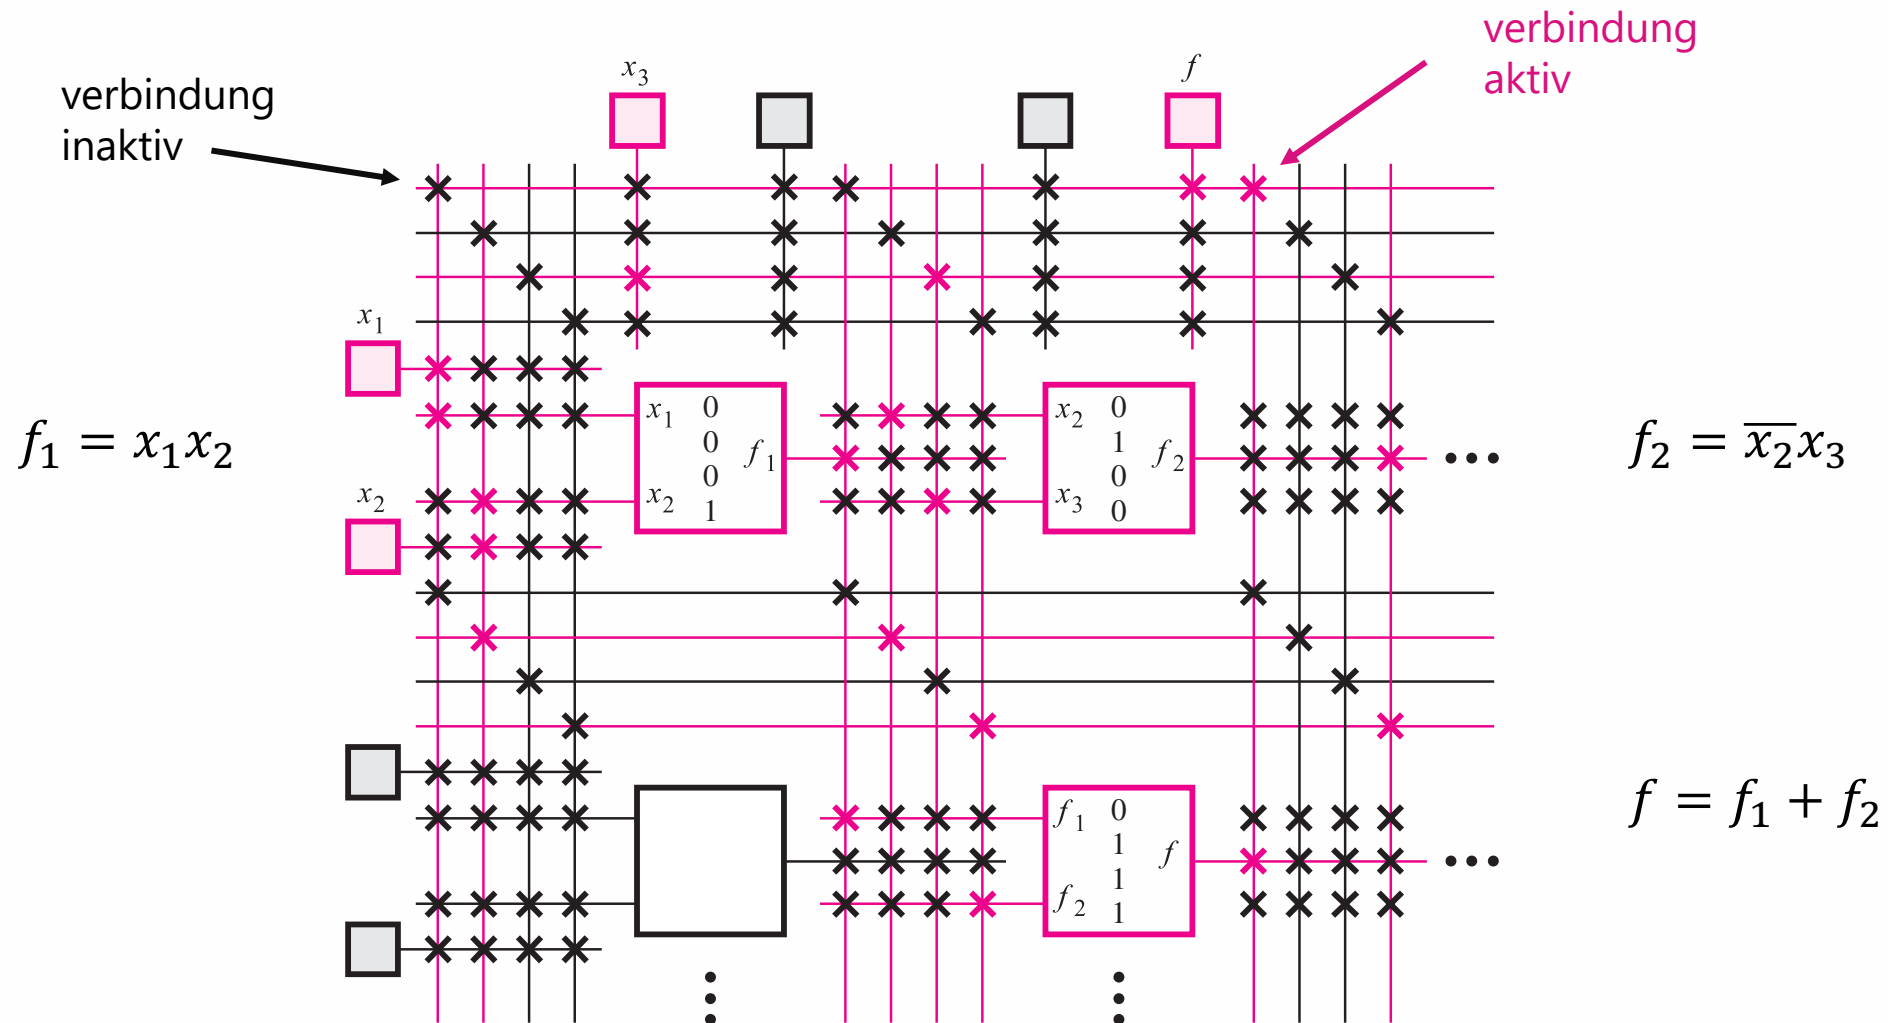 verbindung
aktiv
verbindung
inaktiv
x₃
f
x₁
x₁ 0
0
0
x₂ 1
f₁
x₂ 0
1
0
x₃ 0
f₂
f₁ = x₁x₂
f₂ = x̅₂x₃
x₂
f₁ 0
1
1
f₂ 1
f
f = f₁ + f₂